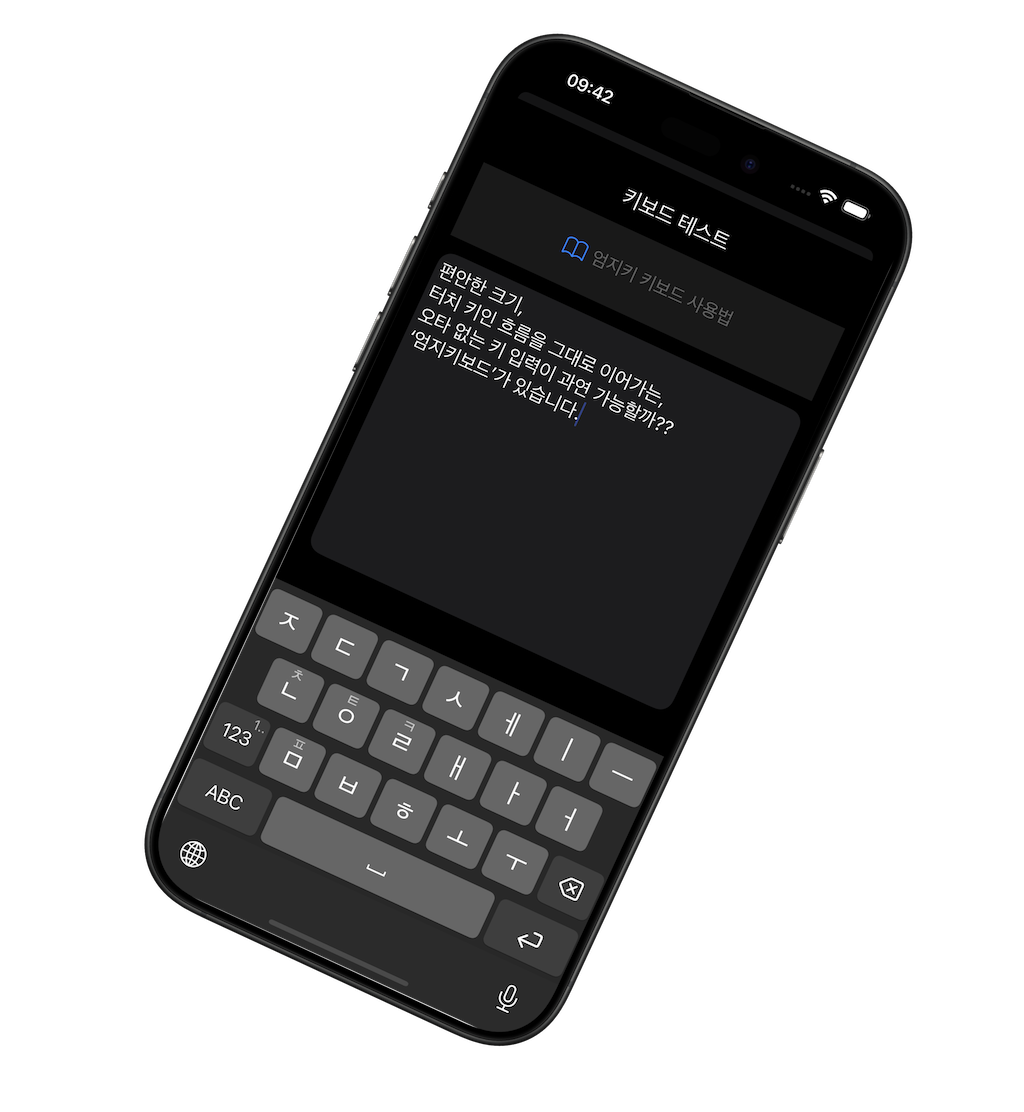 09:42
키보드 테스트
엄지키 키보드 사용법
편안한 크기,
터치 키인 흐름을 그대로 이어가는,
오타 없는 키 입력이 과연 가능할까??
'엄지키보드'가 있습니다.
ㅈ ㄷ ㄱ ㅅ ㅔ ㅣ ㅡ
ㅊ ㅌ ㅋ
ㄴ ㅇ ㄹ ㅐ ㅏ ㅓ
123 1.. ㅍ
ㅁ ㅂ ㅎ ㅗ ㅜ
ABC